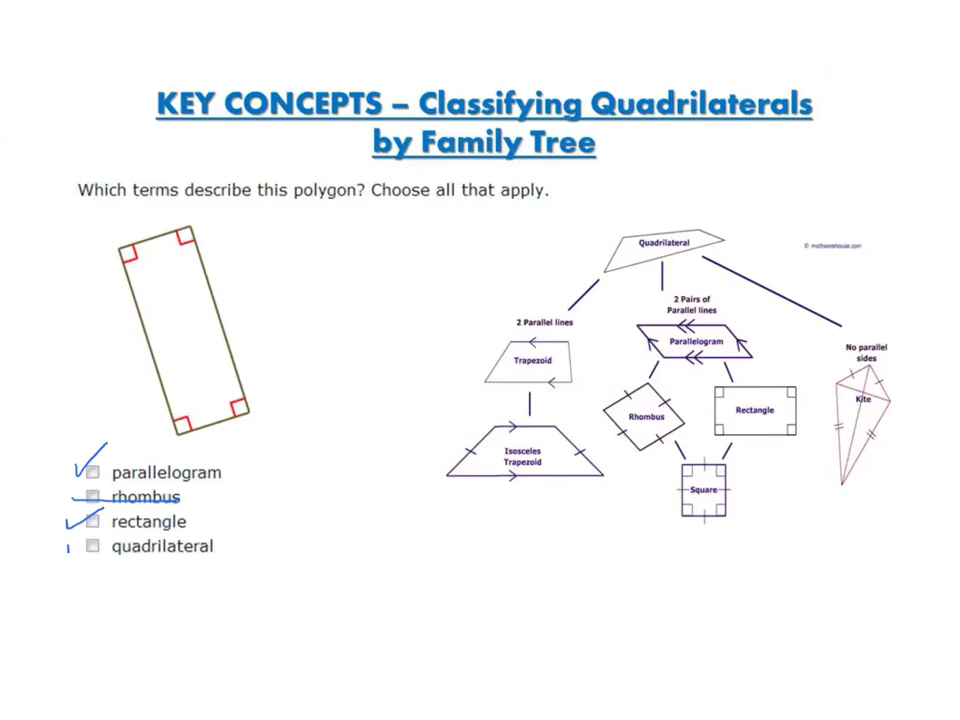 KEY CONCEPTS – Classifying Quadrilaterals
by Family Tree
Which terms describe this polygon? Choose all that apply.
parallelogram
rhombus
rectangle
quadrilateral
Quadrilateral
© mathwarehouse.com
2 Parallel lines
2 Pairs of
Parallel lines
No parallel
sides
Trapezoid
Parallelogram
Kite
Rhombus
Rectangle
Isosceles
Trapezoid
Square